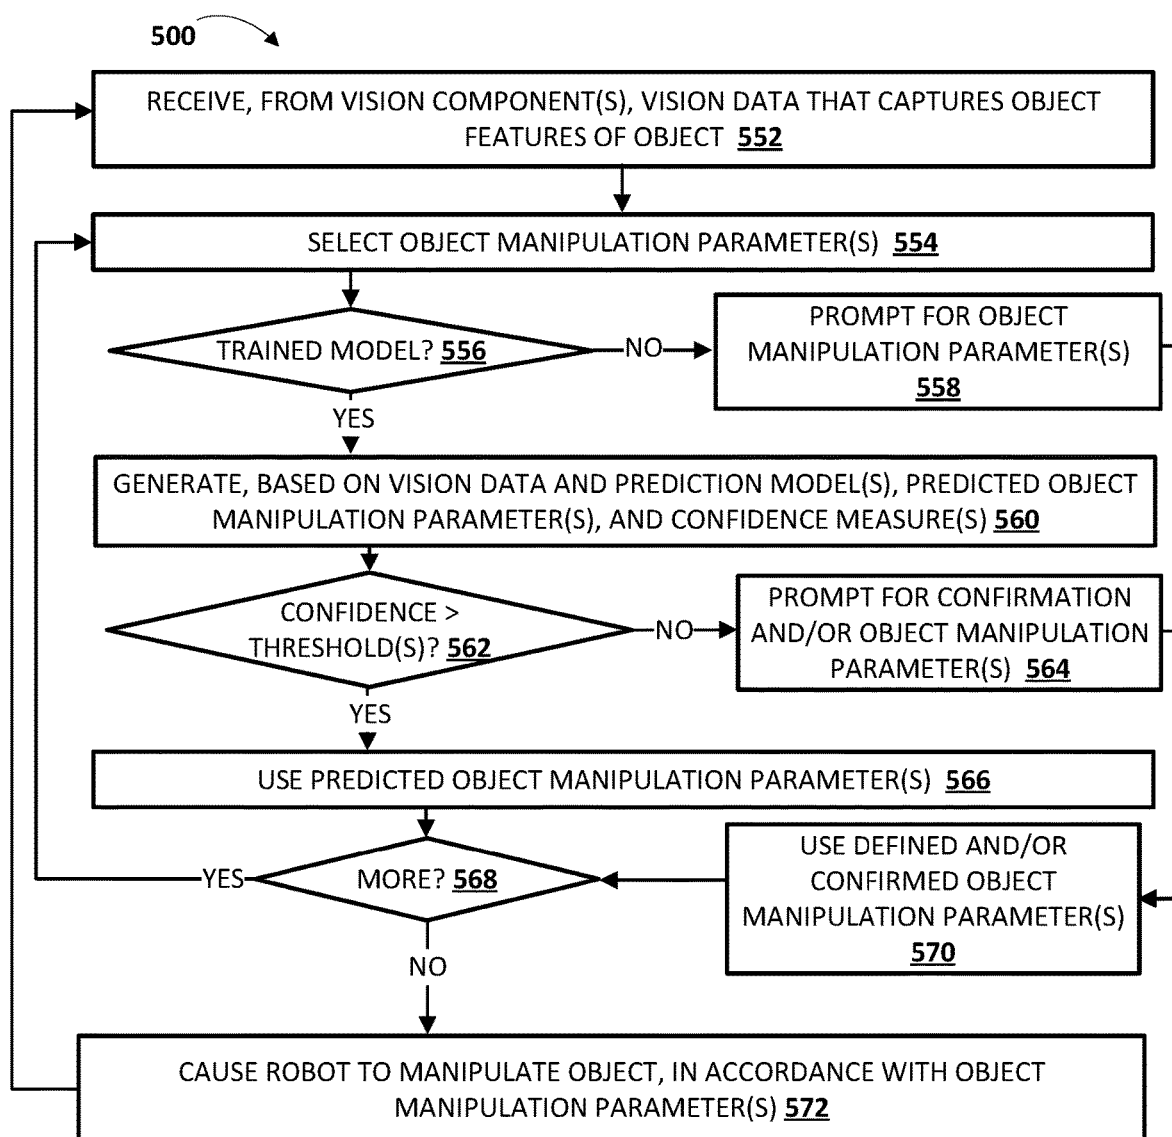 500
RECEIVE, FROM VISION COMPONENT(S), VISION DATA THAT CAPTURES OBJECT
FEATURES OF OBJECT 552
SELECT OBJECT MANIPULATION PARAMETER(S) 554
TRAINED MODEL? 556
NO
PROMPT FOR OBJECT
MANIPULATION PARAMETER(S)
558
YES
GENERATE, BASED ON VISION DATA AND PREDICTION MODEL(S), PREDICTED OBJECT
MANIPULATION PARAMETER(S), AND CONFIDENCE MEASURE(S) 560
CONFIDENCE >
THRESHOLD(S)? 562
NO
PROMPT FOR CONFIRMATION
AND/OR OBJECT MANIPULATION
PARAMETER(S) 564
YES
USE PREDICTED OBJECT MANIPULATION PARAMETER(S) 566
YES
MORE? 568
USE DEFINED AND/OR
CONFIRMED OBJECT
MANIPULATION PARAMETER(S)
570
NO
CAUSE ROBOT TO MANIPULATE OBJECT, IN ACCORDANCE WITH OBJECT
MANIPULATION PARAMETER(S) 572